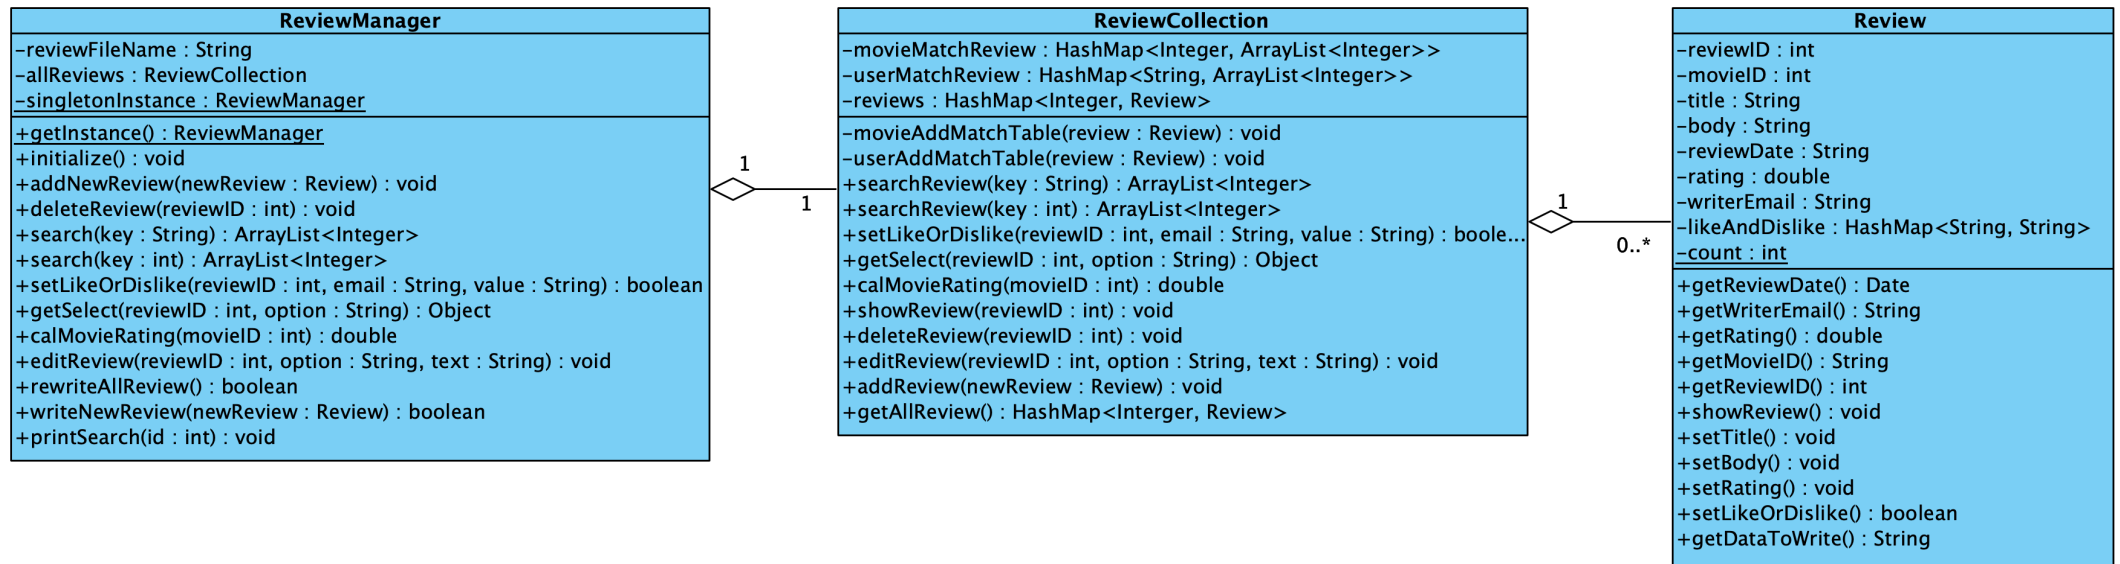 ReviewManager
-reviewFileName : String
-allReviews : ReviewCollection
-singletonInstance : ReviewManager
+getInstance() : ReviewManager
+initialize() : void
+addNewReview(newReview : Review) : void
+deleteReview(reviewID : int) : void
+search(key : String) : ArrayList<Integer>
+search(key : int) : ArrayList<Integer>
+setLikeOrDislike(reviewID : int, email : String, value : String) : boolean
+getSelect(reviewID : int, option : String) : Object
+calMovieRating(movieID : int) : double
+editReview(reviewID : int, option : String, text : String) : void
+rewriteAllReview() : boolean
+writeNewReview(newReview : Review) : boolean
+printSearch(id : int) : void
1
1
ReviewCollection
-movieMatchReview : HashMap<Integer, ArrayList<Integer>>
-userMatchReview : HashMap<String, ArrayList<Integer>>
-reviews : HashMap<Integer, Review>
-movieAddMatchTable(review : Review) : void
-userAddMatchTable(review : Review) : void
+searchReview(key : String) : ArrayList<Integer>
+searchReview(key : int) : ArrayList<Integer>
+setLikeOrDislike(reviewID : int, email : String, value : String) : boole...
+getSelect(reviewID : int, option : String) : Object
+calMovieRating(movieID : int) : double
+showReview(reviewID : int) : void
+deleteReview(reviewID : int) : void
+editReview(reviewID : int, option : String, text : String) : void
+addReview(newReview : Review) : void
+getAllReview() : HashMap<Interger, Review>
1
0..*
Review
-reviewID : int
-movieID : int
-title : String
-body : String
-reviewDate : String
-rating : double
-writerEmail : String
-likeAndDislike : HashMap<String, String>
-count : int
+getReviewDate() : Date
+getWriterEmail() : String
+getRating() : double
+getMovieID() : String
+getReviewID() : int
+showReview() : void
+setTitle() : void
+setBody() : void
+setRating() : void
+setLikeOrDislike() : boolean
+getDataToWrite() : String